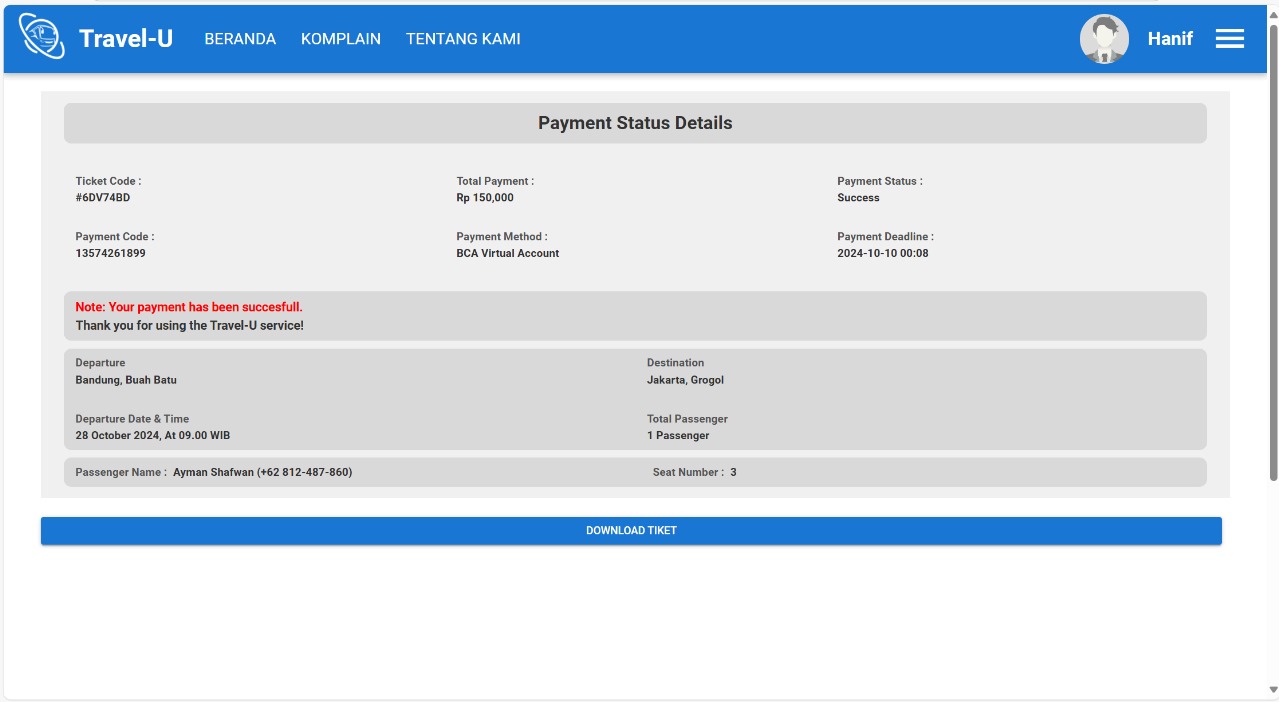 Travel-U BERANDA KOMPLAIN TENTANG KAMI Hanif
Payment Status Details
Ticket Code : Total Payment : Payment Status :
#6DV74BD Rp 150,000 Success
Payment Code : Payment Method : Payment Deadline :
13574261899 BCA Virtual Account 2024-10-10 00:08
Note: Your payment has been succesfull.
Thank you for using the Travel-U service!
Departure Destination
Bandung, Buah Batu Jakarta, Grogol
Departure Date & Time Total Passenger
28 October 2024, At 09.00 WIB 1 Passenger
Passenger Name : Ayman Shafwan (+62 812-487-860) Seat Number : 3
DOWNLOAD TIKET